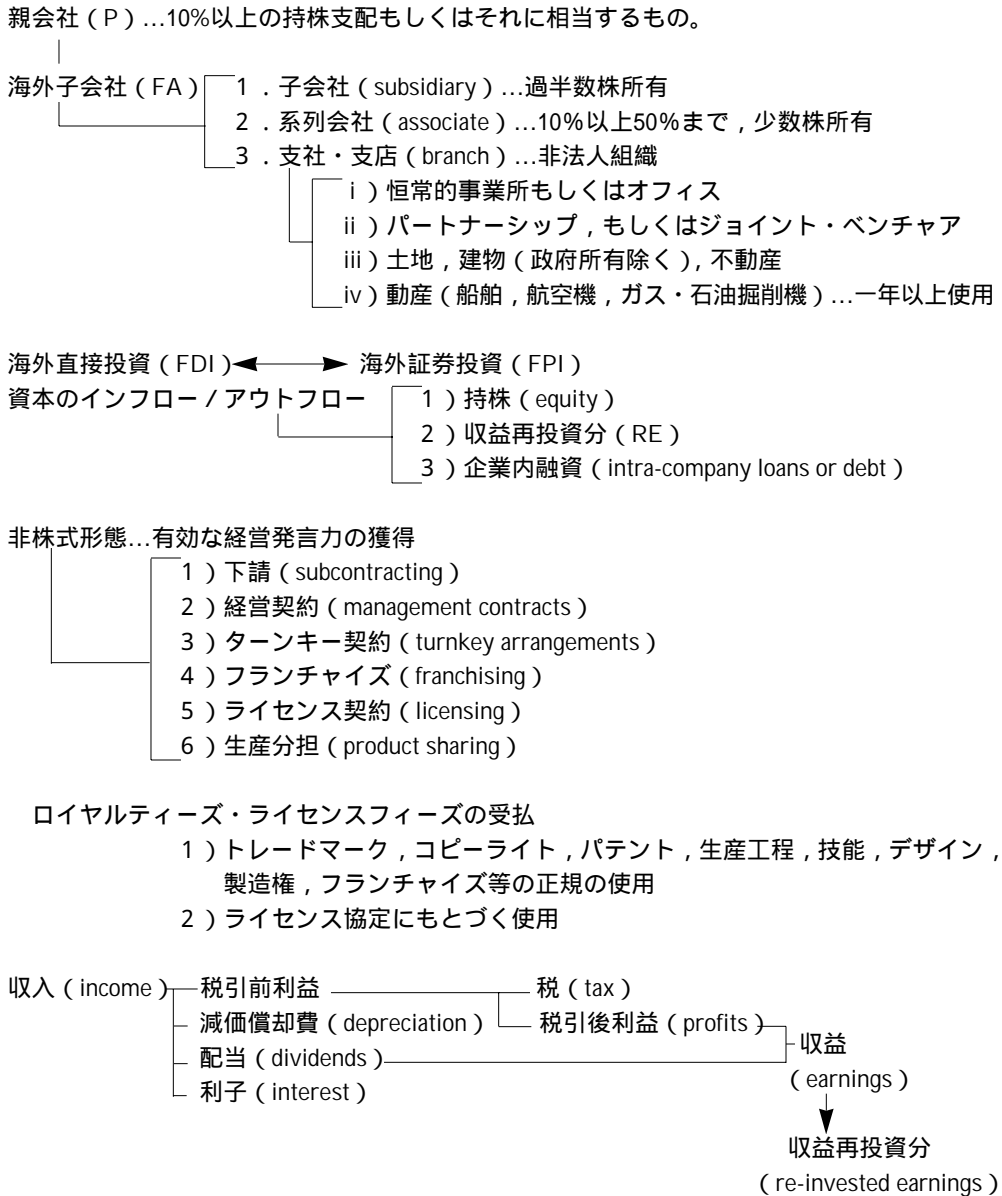 親会社（P）…10%以上の持株支配もしくはそれに相当するもの。
海外子会社（FA）
1．子会社（subsidiary）…過半数株所有
2．系列会社（associate）…10%以上50%まで，少数株所有
3．支社・支店（branch）…非法人組織
ⅰ）恒常的事業所もしくはオフィス
ⅱ）パートナーシップ，もしくはジョイント・ベンチャア
ⅲ）土地，建物（政府所有除く），不動産
ⅳ）動産（船舶，航空機，ガス・石油掘削機）…一年以上使用
海外直接投資（FDI） 海外証券投資（FPI）
資本のインフロー／アウトフロー
1）持株（equity）
2）収益再投資分（RE）
3）企業内融資（intra-company loans or debt）
非株式形態…有効な経営発言力の獲得
1）下請（subcontracting）
2）経営契約（management contracts）
3）ターンキー契約（turnkey arrangements）
4）フランチャイズ（franchising）
5）ライセンス契約（licensing）
6）生産分担（product sharing）
ロイヤルティーズ・ライセンスフィーズの受払
1）トレードマーク，コピーライト，パテント，生産工程，技能，デザイン，
製造権，フランチャイズ等の正規の使用
2）ライセンス協定にもとづく使用
収入（income） 税引前利益 税（tax）
減価償却費（depreciation） 税引後利益（profits）
配当（dividends） 収益
利子（interest） （earnings）
収益再投資分
（re-invested earnings）